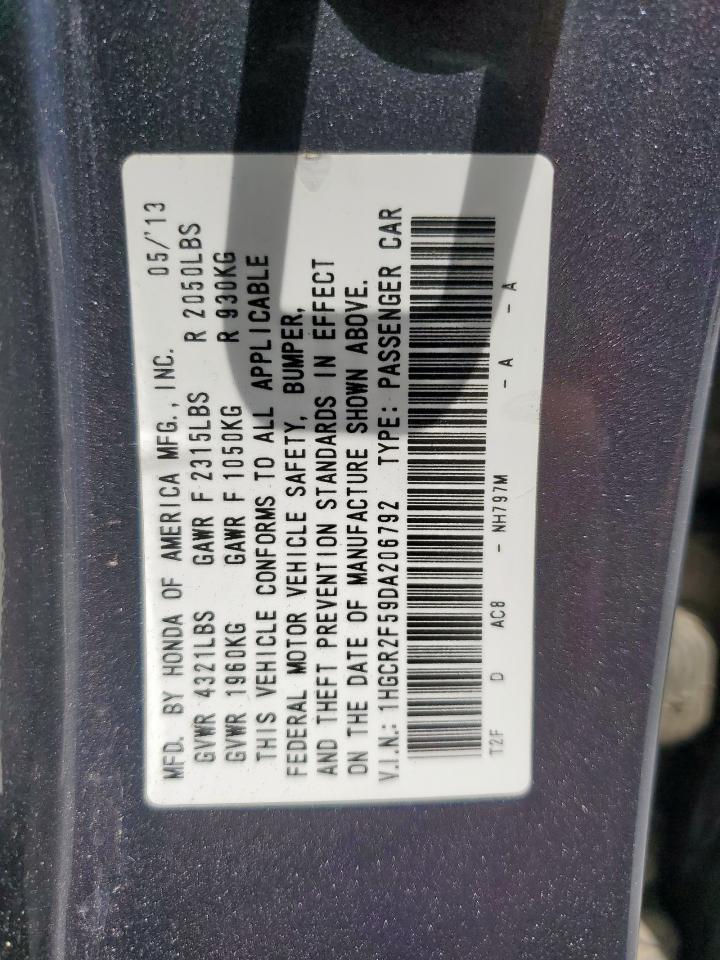 MFD. BY HONDA OF AMERICA MFG., INC. 05/'13
GVWR 4321LBS GAWR F 2315LBS R 2050LBS
GVWR 1960KG GAWR F 1050KG R 930KG
THIS VEHICLE CONFORMS TO ALL APPLICABLE
FEDERAL MOTOR VEHICLE SAFETY, BUMPER,
AND THEFT PREVENTION STANDARDS IN EFFECT
ON THE DATE OF MANUFACTURE SHOWN ABOVE.
V.I.N.: 1HGCR2F59DA206792 TYPE: PASSENGER CAR
T2F D AC8 - NH797M - A - A